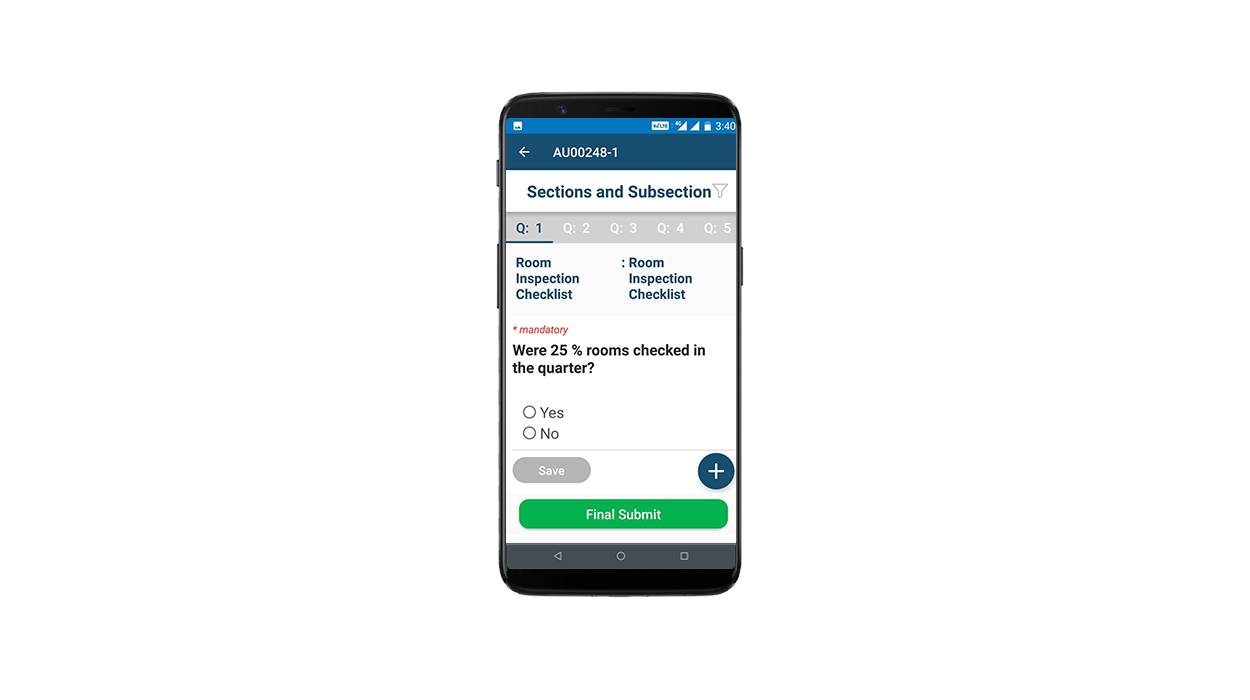 VoLTE 4G 3:40
AU00248-1
Sections and Subsection
Q: 1 Q: 2 Q: 3 Q: 4 Q: 5
Room : Room
Inspection Inspection
Checklist Checklist
* mandatory
Were 25 % rooms checked in
the quarter?
Yes
No
Save
Final Submit